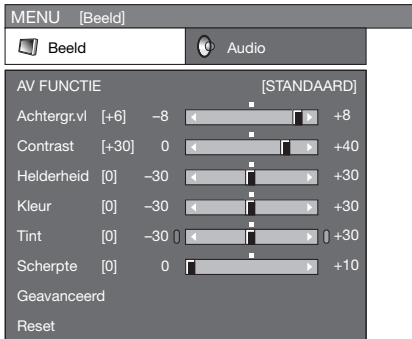 MENU [Beeld]
Beeld Audio
AV FUNCTIE [STANDAARD]
Achtergr.vl [+6] –8 +8
Contrast [+30] 0 +40
Helderheid [0] –30 +30
Kleur [0] –30 +30
Tint [0] –30 +30
Scherpte [0] 0 +10
Geavanceerd
Reset